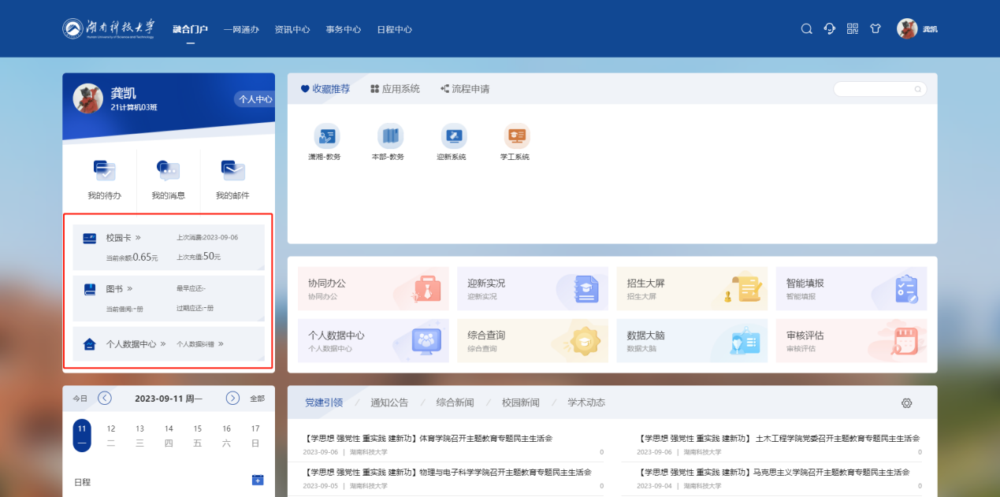 湖南科技大学
Hunan University of Science and Technology
融合门户 一网通办 资讯中心 事务中心 日程中心
龚凯
龚凯
21计算机03班
个人中心
我的待办 我的消息 我的邮件
校园卡 » 上次消费:2023-09-06
当前余额:0.65元 上次充值:50元
图书 » 最早应还:-
当前借阅:-册 过期应还:-册
个人数据中心 » 个人数据纠错 »
收藏推荐 应用系统 流程申请
潇湘-教务 本部-教务 迎新系统 学工系统
协同办公 迎新实况 招生大屏 智能填报
协同办公 迎新实况 招生大屏 智能填报
个人数据中心 综合查询 数据大脑 审核评估
个人数据中心 综合查询 数据大脑 审核评估
今日 2023-09-11 周一 全部
11 12 13 14 15 16 17
一 二 三 四 五 六 日
日程
党建引领 / 通知公告 / 综合新闻 / 校园新闻 / 学术动态
【学思想 强党性 重实践 建新功】体育学院召开主题教育专题民主生活会
2023-09-06 | 湖南科技大学 0
【学思想 强党性 重实践 建新功】 土木工程学院党委召开主题教育专题民主生活会
2023-09-06 | 湖南科技大学 0
【学思想 强党性 重实践 建新功】物理与电子科学学院召开主题教育专题民主生活会
2023-09-05 | 湖南科技大学 0
【学思想 强党性 重实践 建新功】马克思主义学院召开主题教育专题民主生活会
2023-09-04 | 湖南科技大学 0